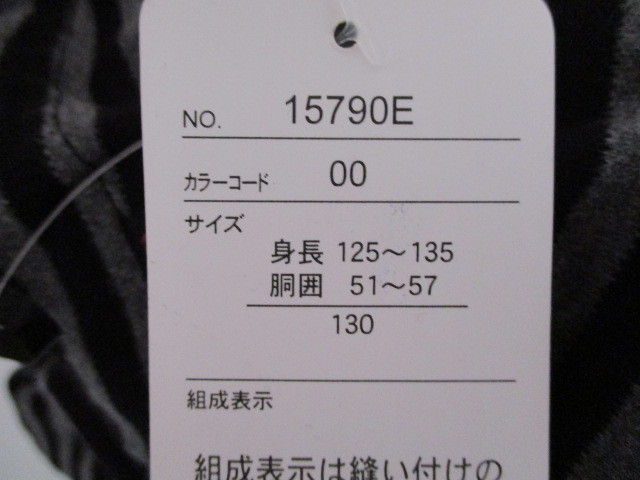 NO. 15790E
カラーコード 00
サイズ
身長 125～135
胴囲 51～57
130
組成表示
組成表示は縫い付けの